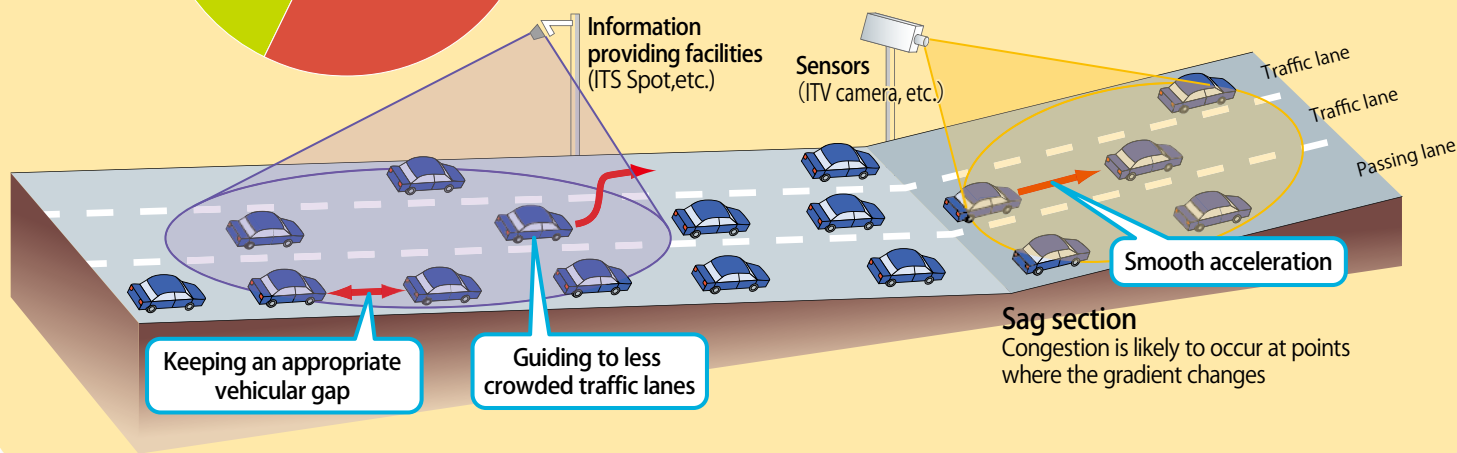 Information
providing facilities
(ITS Spot,etc.)
Sensors
(ITV camera, etc.)
Traffic lane
Traffic lane
Passing lane
Smooth acceleration
Keeping an appropriate
vehicular gap
Guiding to less
crowded traffic lanes
Sag section
Congestion is likely to occur at points
where the gradient changes